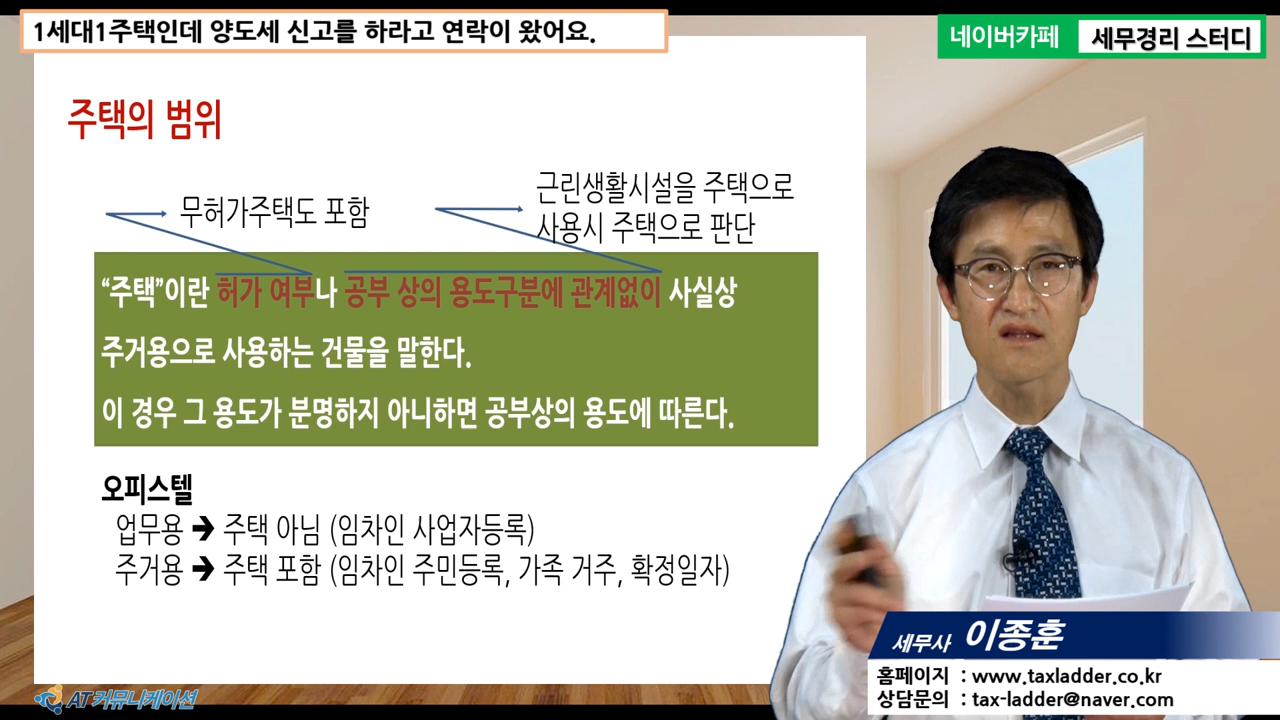 1세대1주택인데 양도세 신고를 하라고 연락이 왔어요.
네이버카페 세무경리 스터디
주택의 범위
무허가주택도 포함
근린생활시설을 주택으로
사용시 주택으로 판단
“주택”이란 허가 여부나 공부 상의 용도구분에 관계없이 사실상
주거용으로 사용하는 건물을 말한다.
이 경우 그 용도가 분명하지 아니하면 공부상의 용도에 따른다.
오피스텔
업무용 ➔ 주택 아님 (임차인 사업자등록)
주거용 ➔ 주택 포함 (임차인 주민등록, 가족 거주, 확정일자)
세무사 이종훈
홈페이지 : www.taxladder.co.kr
상담문의 : tax-ladder@naver.com
AT커뮤니케이션